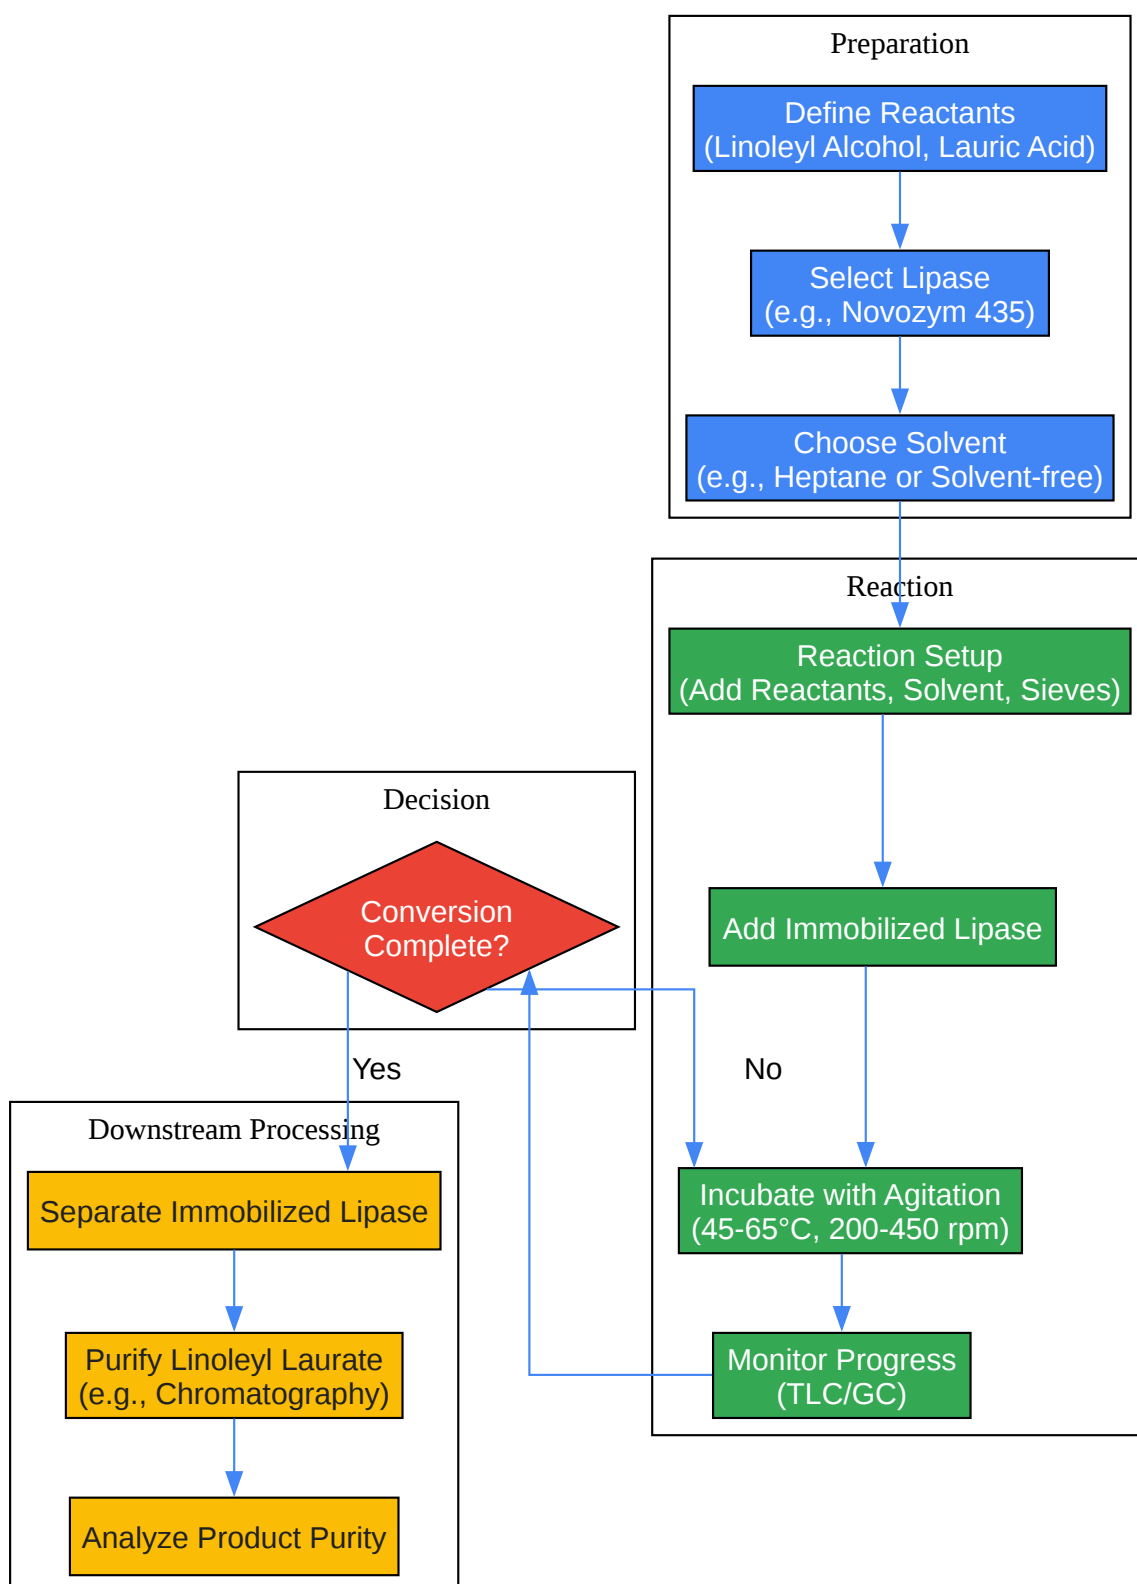 Preparation
Define Reactants
(Linoleyl Alcohol, Lauric Acid)
Select Lipase
(e.g., Novozym 435)
Choose Solvent
(e.g., Heptane or Solvent-free)
Reaction
Reaction Setup
(Add Reactants, Solvent, Sieves)
Add Immobilized Lipase
Decision
Conversion
Complete?
Yes
No
Incubate with Agitation
(45-65°C, 200-450 rpm)
Monitor Progress
(TLC/GC)
Downstream Processing
Separate Immobilized Lipase
Purify Linoleyl Laurate
(e.g., Chromatography)
Analyze Product Purity